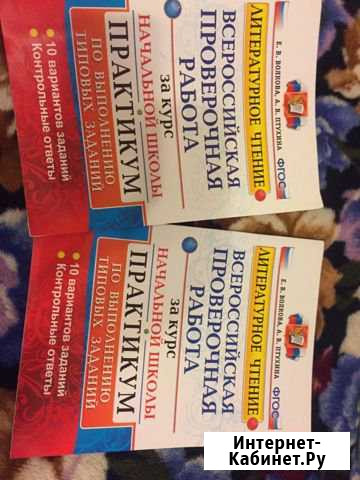 Е. В. ВОЛКОВА, А. В. ПТУХИНА
ФГОС
ЛИТЕРАТУРНОЕ ЧТЕНИЕ
ВСЕРОССИЙСКАЯ
ПРОВЕРОЧНАЯ
РАБОТА
за курс
НАЧАЛЬНОЙ ШКОЛЫ
ПРАКТИКУМ
ПО ВЫПОЛНЕНИЮ
ТИПОВЫХ ЗАДАНИЙ
10 вариантов заданий
Контрольные ответы
Е. В. ВОЛКОВА, А. В. ПТУХИНА
ФГОС
ЛИТЕРАТУРНОЕ ЧТЕНИЕ
ВСЕРОССИЙСКАЯ
ПРОВЕРОЧНАЯ
РАБОТА
за курс
НАЧАЛЬНОЙ ШКОЛЫ
ПРАКТИКУМ
ПО ВЫПОЛНЕНИЮ
ТИПОВЫХ ЗАДАНИЙ
10 вариантов заданий
Контрольные ответы
Интернет-
Кабинет.Ру